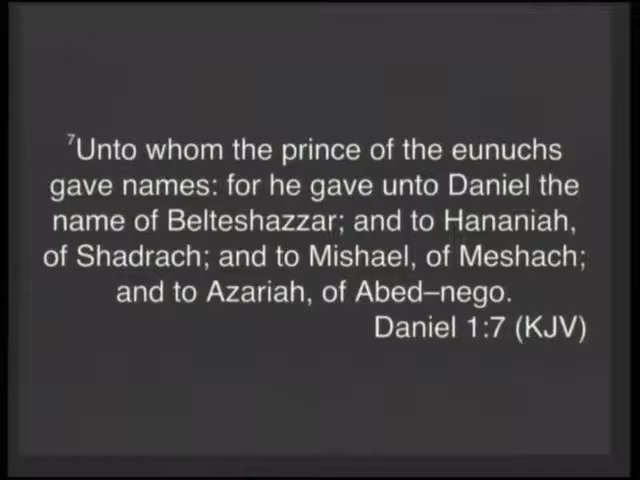 ⁷Unto whom the prince of the eunuchs
gave names: for he gave unto Daniel the
name of Belteshazzar; and to Hananiah,
of Shadrach; and to Mishael, of Meshach;
and to Azariah, of Abed–nego.
Daniel 1:7 (KJV)